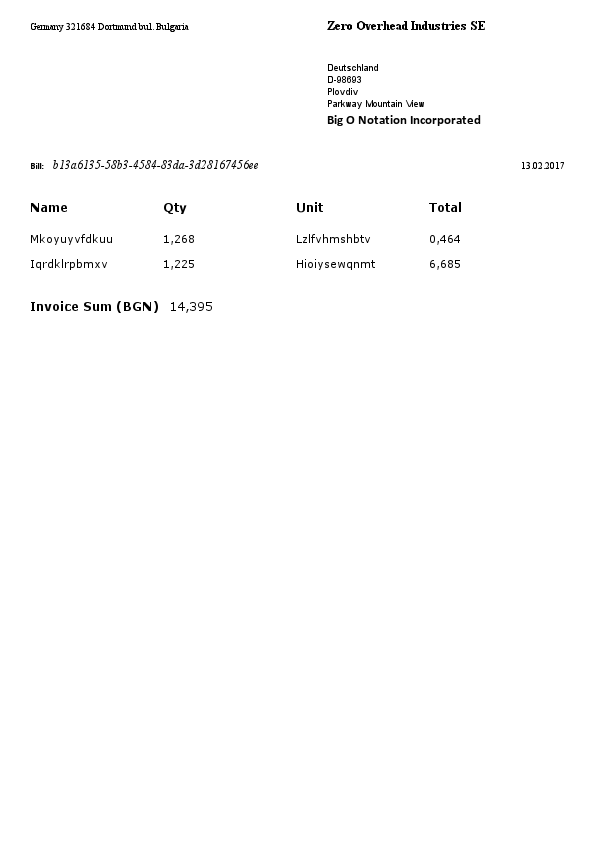 Germany 321684 Dortmund bul. Bulgaria
Zero Overhead Industries SE
Deutschland
D-98693
Plovdiv
Parkway Mountain View
Big O Notation Incorporated
Bill: b13a6135-58b3-4584-83da-3d28167456ee 13.02.2017
Name Qty Unit Total
Mkoyuyvfdkuu 1,268 Lzlfvhmshbtv 0,464
Iqrdklrpbmxv 1,225 Hioiysewqnmt 6,685
Invoice Sum (BGN) 14,395